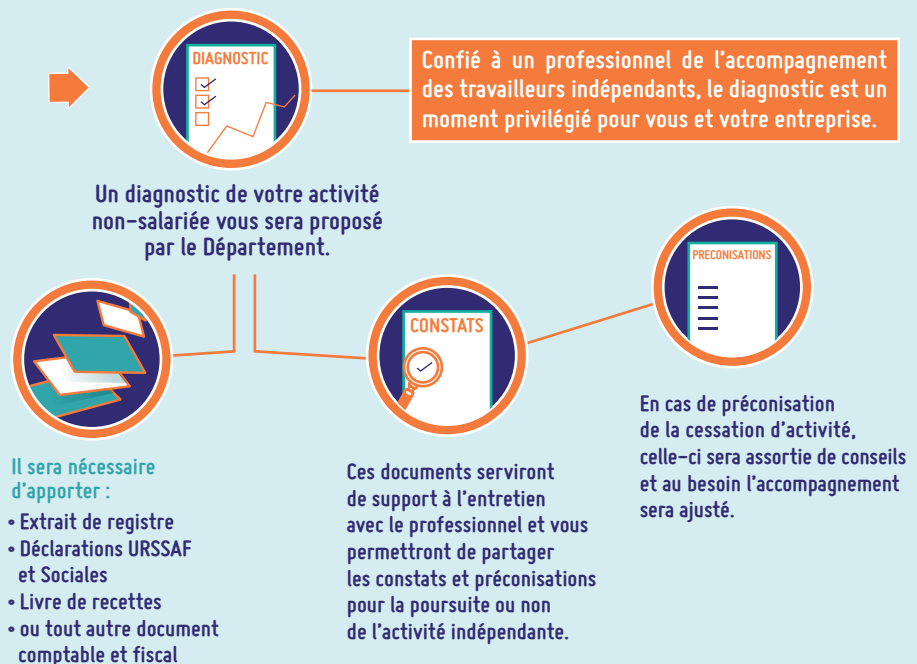 DIAGNOSTIC
Confié à un professionnel de l'accompagnement
des travailleurs indépendants, le diagnostic est un
moment privilégié pour vous et votre entreprise.
Un diagnostic de votre activité
non-salariée vous sera proposé
par le Département.
Il sera nécessaire
d'apporter :
• Extrait de registre
• Déclarations URSSAF
et Sociales
• Livre de recettes
• ou tout autre document
comptable et fiscal
CONSTATS
Ces documents serviront
de support à l'entretien
avec le professionnel et vous
permettront de partager
les constats et préconisations
pour la poursuite ou non
de l'activité indépendante.
PRECONISATIONS
En cas de préconisation
de la cessation d'activité,
celle-ci sera assortie de conseils
et au besoin l'accompagnement
sera ajusté.